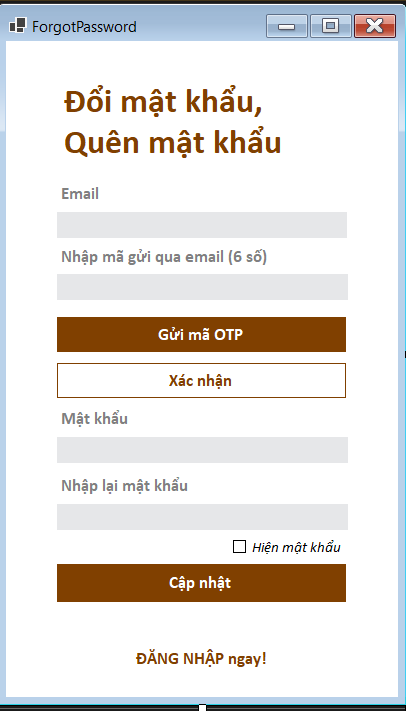 ForgotPassword
Đổi mật khẩu,
Quên mật khẩu
Email
Nhập mã gửi qua email (6 số)
Gửi mã OTP
Xác nhận
Mật khẩu
Nhập lại mật khẩu
Hiện mật khẩu
Cập nhật
ĐĂNG NHẬP ngay!